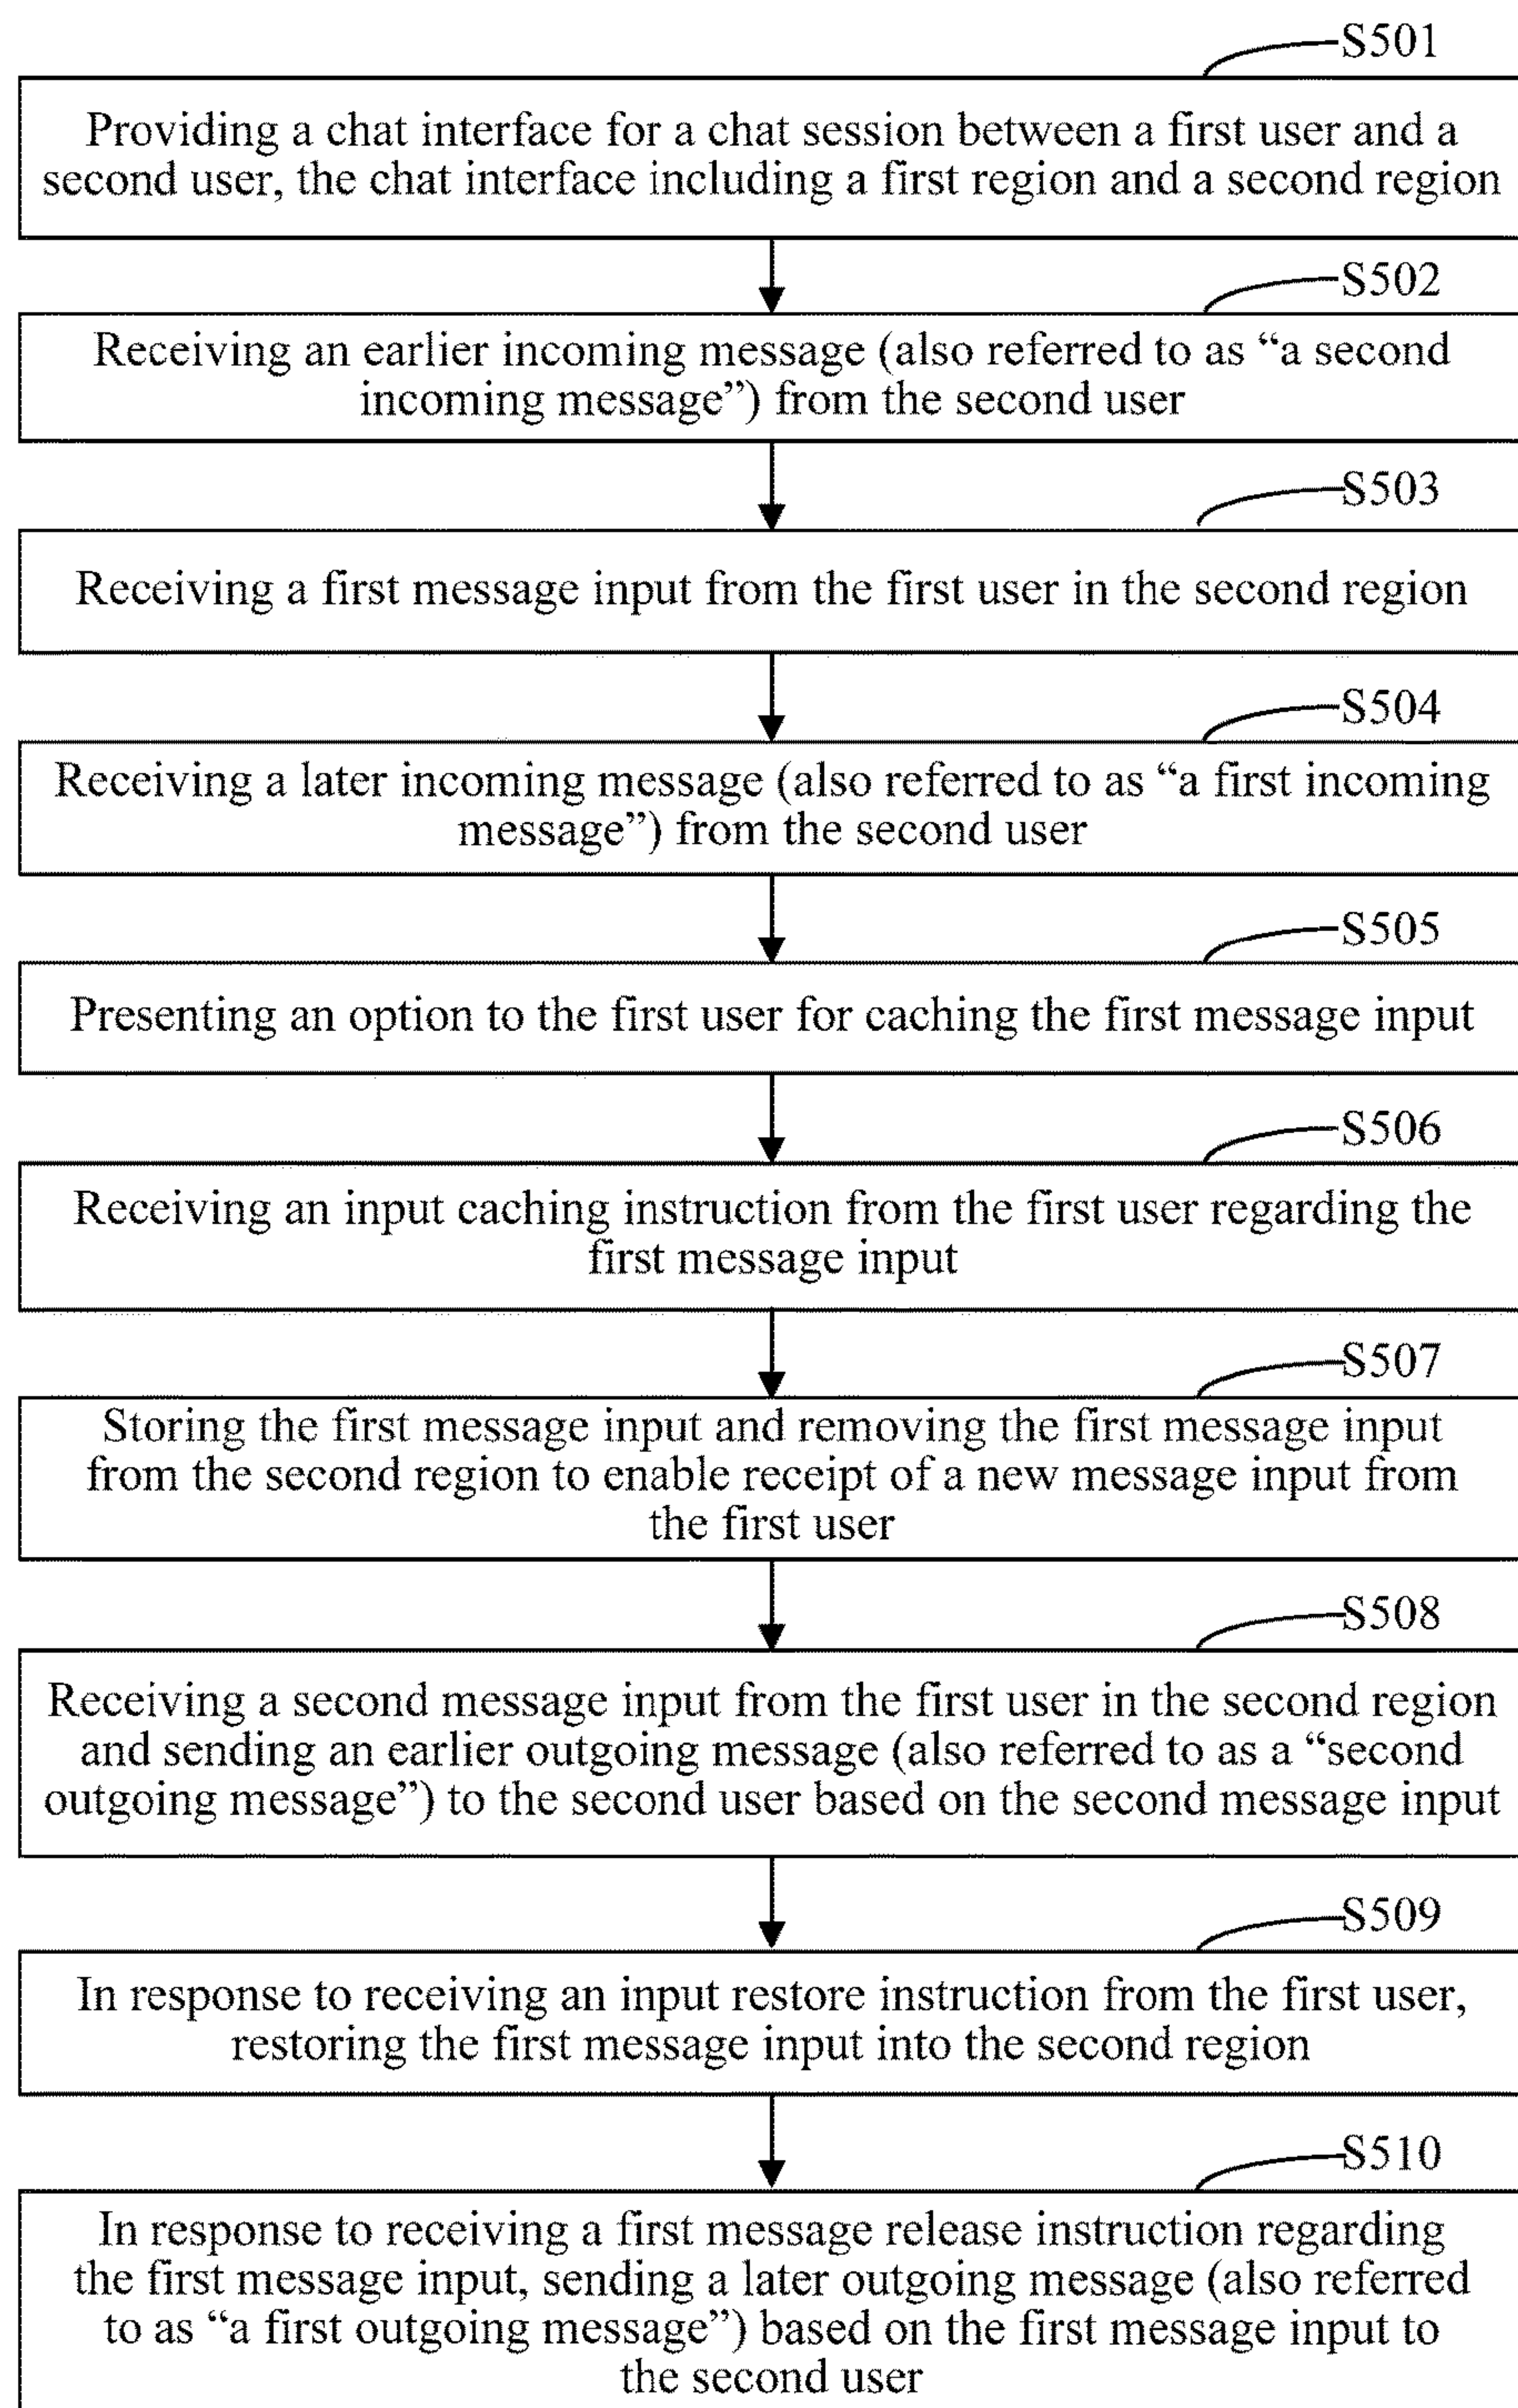 S501
Providing a chat interface for a chat session between a first user and a
second user, the chat interface including a first region and a second region
S502
Receiving an earlier incoming message (also referred to as “a second
incoming message”) from the second user
S503
Receiving a first message input from the first user in the second region
S504
Receiving a later incoming message (also referred to as “a first incoming
message”) from the second user
S505
Presenting an option to the first user for caching the first message input
S506
Receiving an input caching instruction from the first user regarding the
first message input
S507
Storing the first message input and removing the first message input
from the second region to enable receipt of a new message input from
the first user
S508
Receiving a second message input from the first user in the second region
and sending an earlier outgoing message (also referred to as a “second
outgoing message”) to the second user based on the second message input
S509
In response to receiving an input restore instruction from the first user,
restoring the first message input into the second region
S510
In response to receiving a first message release instruction regarding
the first message input, sending a later outgoing message (also referred
to as “a first outgoing message”) based on the first message input to
the second user